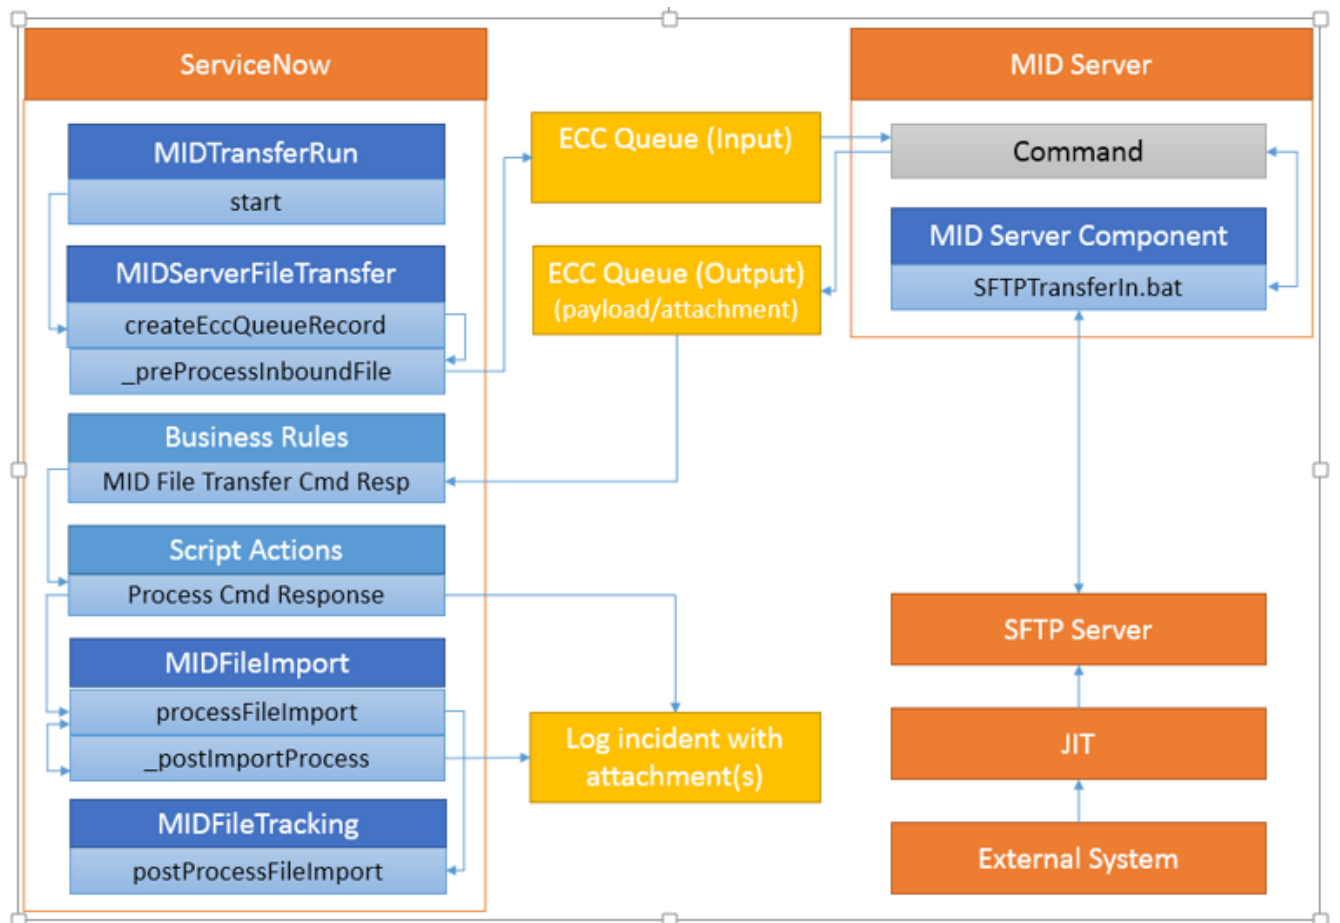 ServiceNow
MIDTransferRun
start
MIDServerFileTransfer
createEccQueueRecord
_preProcessInboundFile
Business Rules
MID File Transfer Cmd Resp
Script Actions
Process Cmd Response
MIDFileImport
processFileImport
_postImportProcess
MIDFileTracking
postProcessFileImport
ECC Queue (Input)
ECC Queue (Output)
(payload/attachment)
Log incident with
attachment(s)
MID Server
Command
MID Server Component
SFTPTransferIn.bat
SFTP Server
JIT
External System